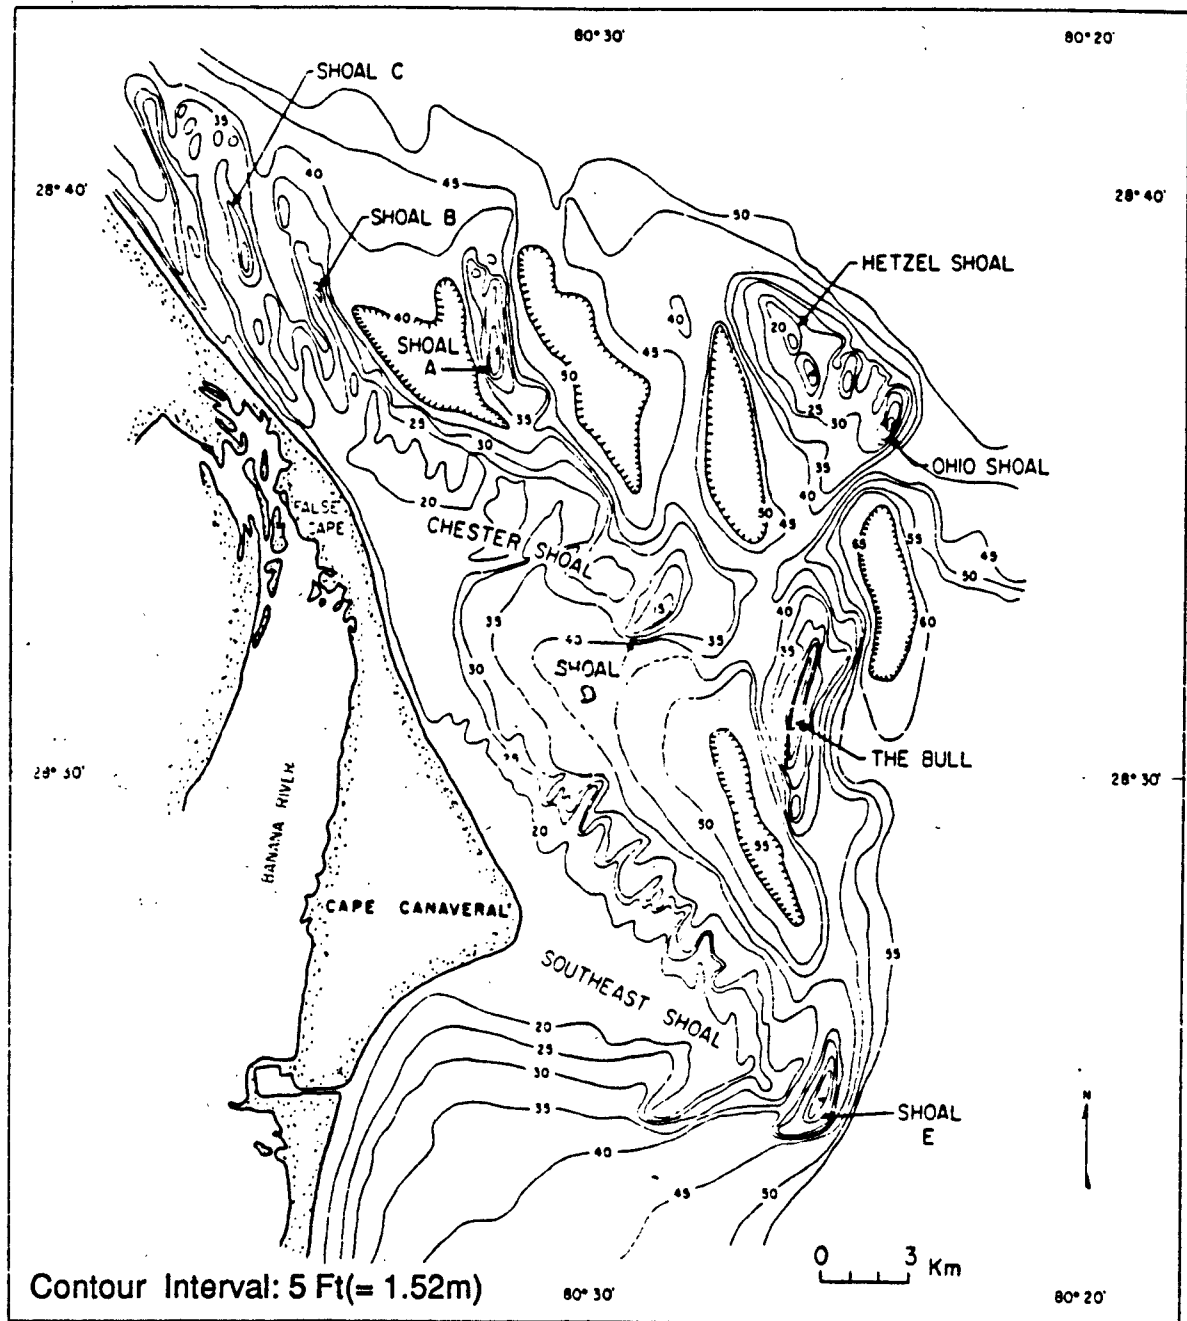 80°30'
80°20'
SHOAL C
35
28°40'
40
45
28°40'
SHOAL B
50
HETZEL SHOAL
40
SHOAL
A
50
40
45
20
25
30
35
25
30
35
40
45
50
OHIO SHOAL
20
FALSE
CAPE
CHESTER SHOAL
65
55
45
50
60
35
30
40
35
40
35
SHOAL
D
THE BULL
28°30'
28°30'
25
20
50
55
BANANA RIVER
CAPE CANAVERAL
55
SOUTHEAST SHOAL
20
25
30
35
SHOAL
E
40
45
50
N
0 3 Km
Contour Interval: 5 Ft(= 1.52m)
80°30'
80°20'